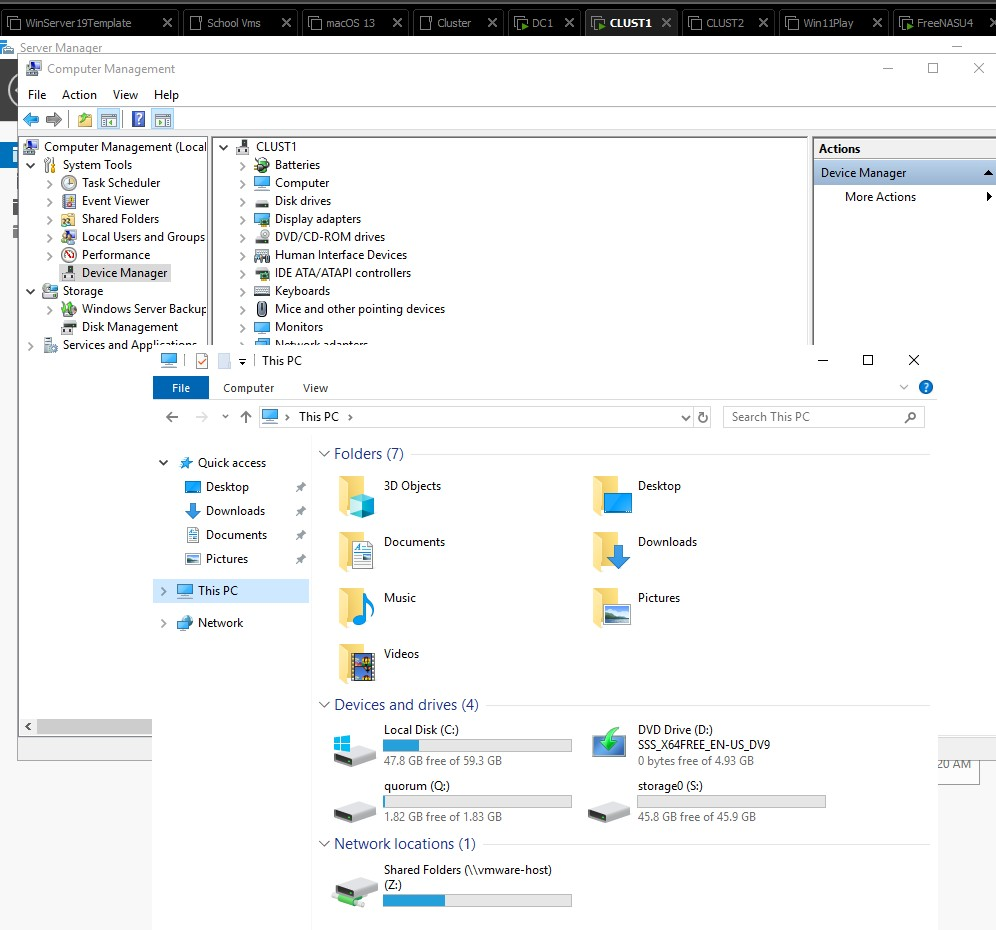 WinServer19Template
School Vms
macOS 13
Cluster
DC1
CLUST1
CLUST2
Win11Play
FreeNASU4
Server Manager
Computer Management
File Action View Help
Computer Management (Local
System Tools
Task Scheduler
Event Viewer
Shared Folders
Local Users and Groups
Performance
Device Manager
Storage
Windows Server Backup
Disk Management
Services and Applications
CLUST1
Batteries
Computer
Disk drives
Display adapters
DVD/CD-ROM drives
Human Interface Devices
IDE ATA/ATAPI controllers
Keyboards
Mice and other pointing devices
Monitors
Network adapters
Actions
Device Manager
More Actions
This PC
File Computer View
This PC
Search This PC
Quick access
Desktop
Downloads
Documents
Pictures
This PC
Network
Folders (7)
3D Objects
Desktop
Documents
Downloads
Music
Pictures
Videos
Devices and drives (4)
Local Disk (C:)
47.8 GB free of 59.3 GB
DVD Drive (D:)
SSS_X64FREE_EN-US_DV9
0 bytes free of 4.93 GB
quorum (Q:)
1.82 GB free of 1.83 GB
storage0 (S:)
45.8 GB free of 45.9 GB
Network locations (1)
Shared Folders (\\vmware-host)
(Z:)
20 AM